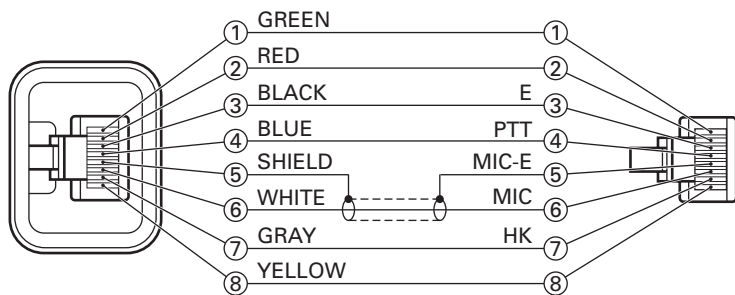 ① GREEN ①
② RED ②
③ BLACK E ③
④ BLUE PTT ④
⑤ SHIELD MIC-E ⑤
⑥ WHITE MIC ⑥
⑦ GRAY HK ⑦
⑧ YELLOW ⑧